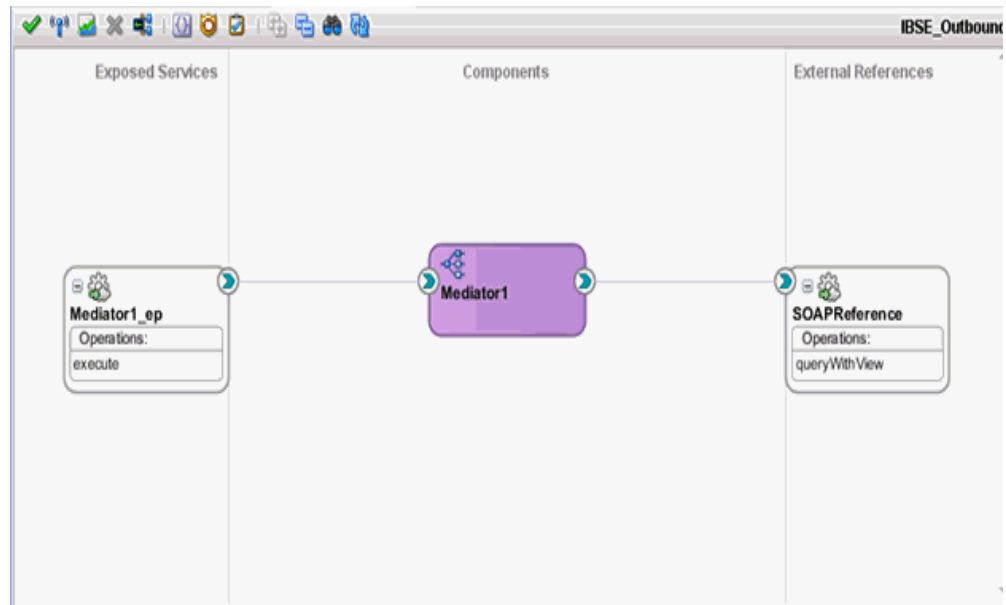 IBSE_Outbound
Exposed Services
Components
External References
Mediator1_ep
Operations:
execute
Mediator1
SOAPReference
Operations:
queryWithView